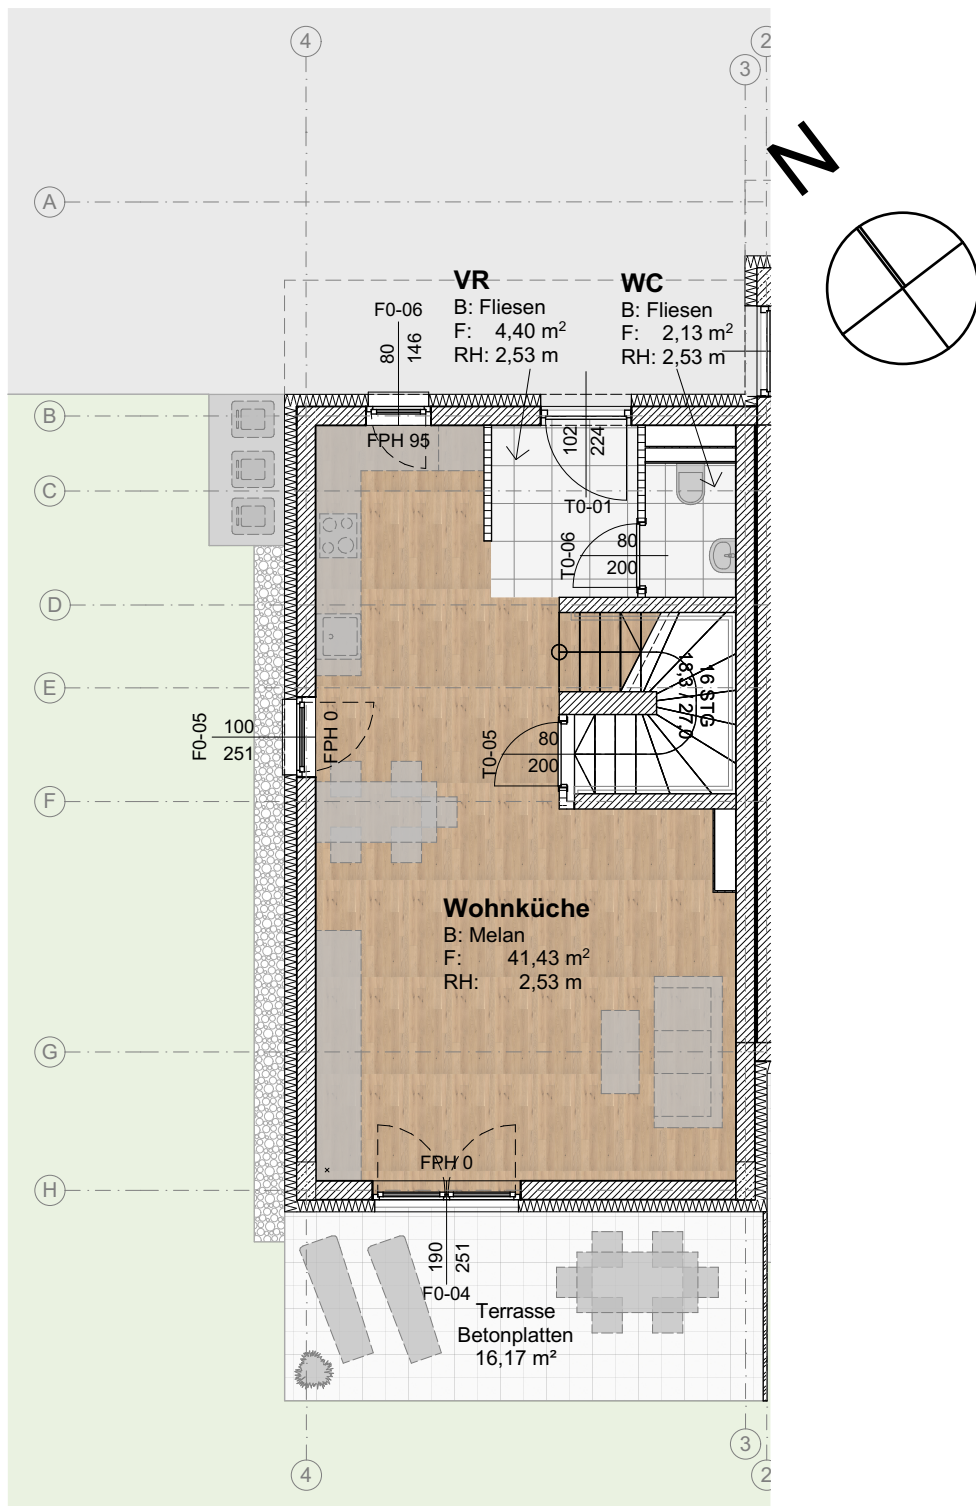 4
2
3
N
A
VR
B: Fliesen
F: 4,40 m²
RH: 2,53 m
WC
B: Fliesen
F: 2,13 m²
RH: 2,53 m
F0-06
80
146
B
FPH 95
102
224
C
T0-01
T0-06
80
200
D
E
16 STG
18,3 / 27,0
F0-05
100
251
FPH 0
T0-05
80
200
F
Wohnküche
B: Melan
F: 41,43 m²
RH: 2,53 m
G
FPH 0
H
190
251
F0-04
Terrasse
Betonplatten
16,17 m²
3
4
2